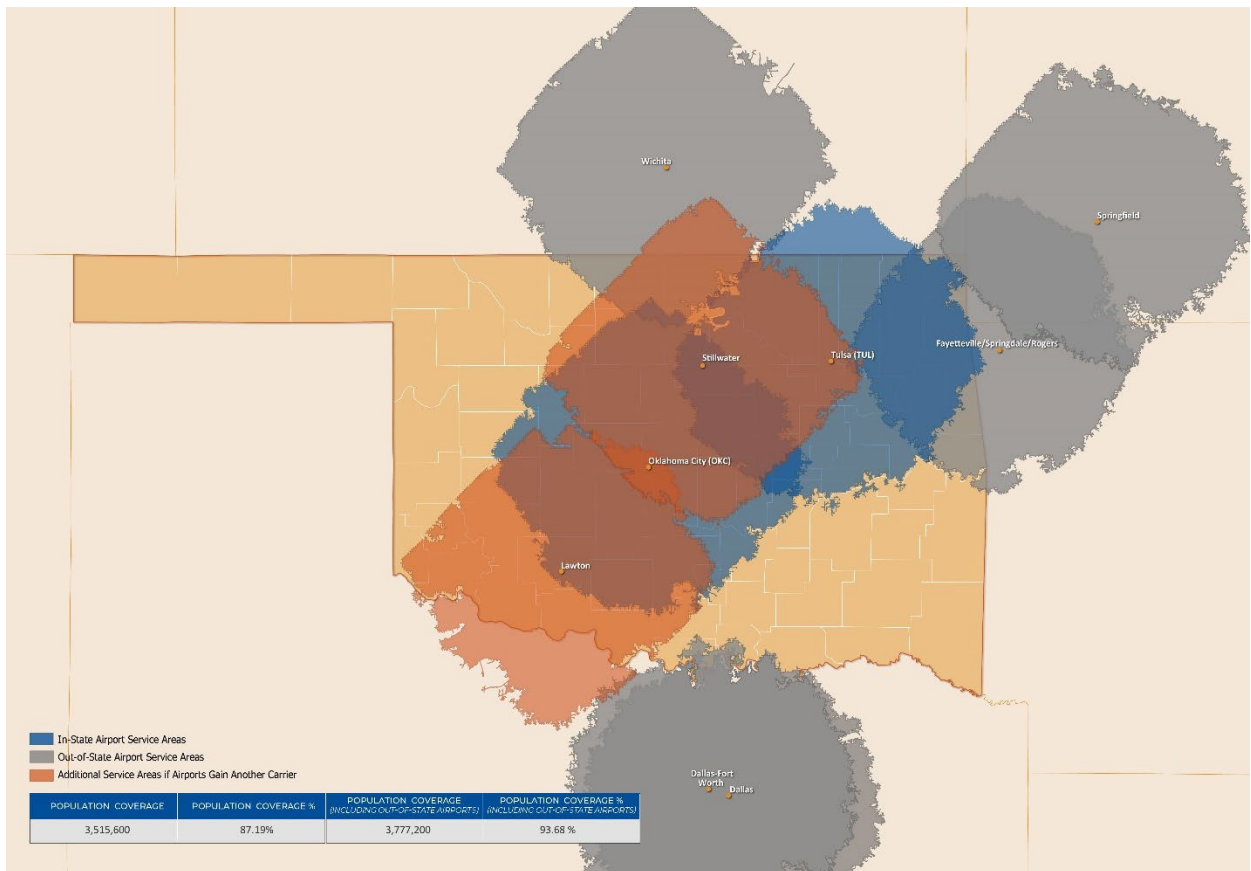 Wichita
Springfield
Fayetteville/Springdale/Rogers
Stillwater
Tulsa (TUL)
Oklahoma City (OKC)
Lawton
Dallas-Fort
Worth
Dallas
In-State Airport Service Areas
Out-of-State Airport Service Areas
Additional Service Areas if Airports Gain Another Carrier
POPULATION COVERAGE
POPULATION COVERAGE %
POPULATION COVERAGE
(INCLUDING OUT-OF-STATE AIRPORTS)
POPULATION COVERAGE %
(INCLUDING OUT-OF-STATE AIRPORTS)
3,515,600
87.19%
3,777,200
93.68 %